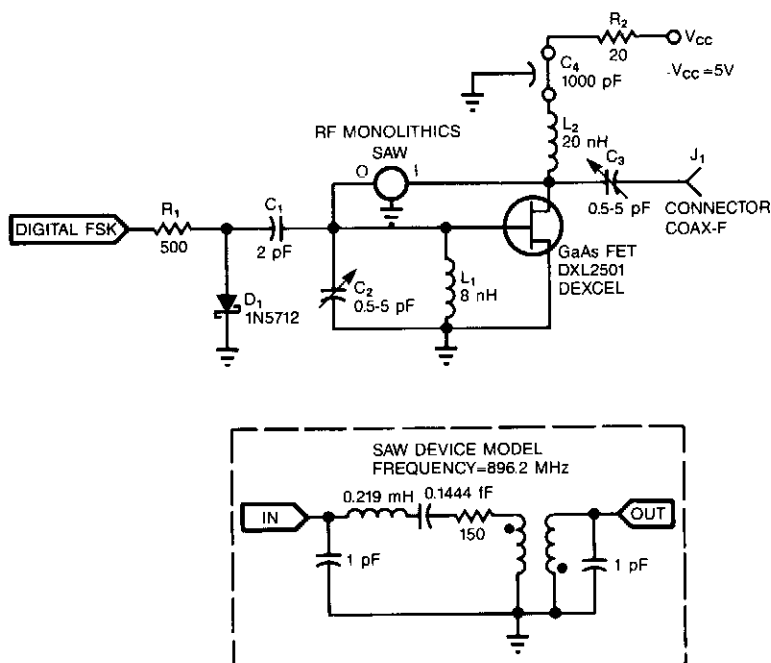 R2
20
VCC
-VCC=5V
C4
1000 pF
L2
20 nH
RF MONOLITHICS
SAW
O
I
C3
0.5-5 pF
J1
CONNECTOR
COAX-F
DIGITAL FSK
R1
500
C1
2 pF
D1
1N5712
C2
0.5-5 pF
L1
8 nH
GaAs FET
DXL2501
DEXCEL
SAW DEVICE MODEL
FREQUENCY=896.2 MHz
0.219 mH
0.1444 fF
IN
150
OUT
1 pF
1 pF